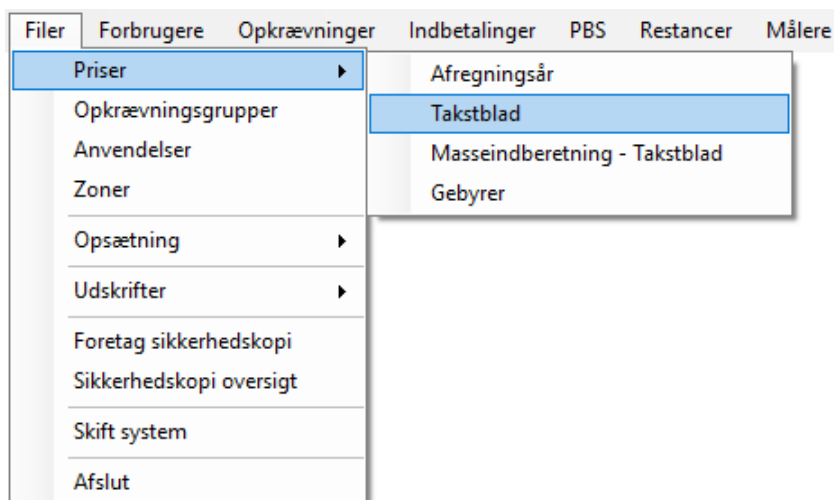 Filer Forbrugere Opkrævninger Indbetalinger PBS Restancer Målere
Priser
Opkrævningsgrupper
Anvendelser
Zoner
Opsætning
Udskrifter
Foretag sikkerhedskopi
Sikkerhedskopi oversigt
Skift system
Afslut
Afregningsår
Takstblad
Masseindberetning - Takstblad
Gebyrer